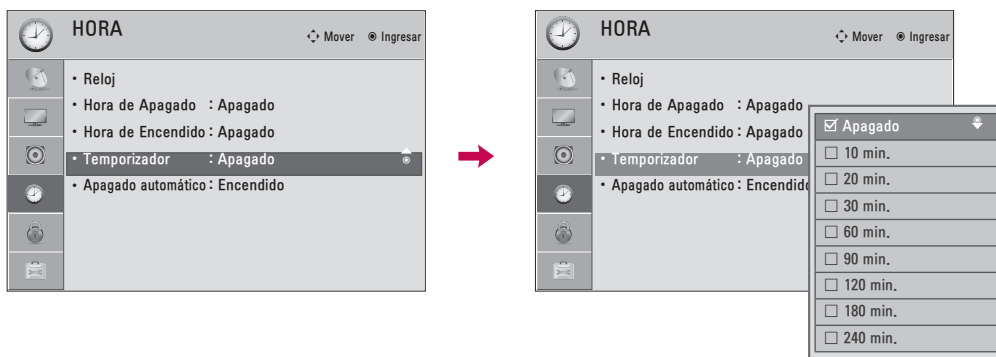 HORA
Mover Ingresar
• Reloj
• Hora de Apagado : Apagado
• Hora de Encendido : Apagado
• Temporizador : Apagado
• Apagado automático : Encendido
HORA
Mover Ingresar
• Reloj
• Hora de Apagado : Apagado
• Hora de Encendido : Apagado
• Temporizador : Apagado
• Apagado automático : Encendido
☑ Apagado
☐ 10 min.
☐ 20 min.
☐ 30 min.
☐ 60 min.
☐ 90 min.
☐ 120 min.
☐ 180 min.
☐ 240 min.